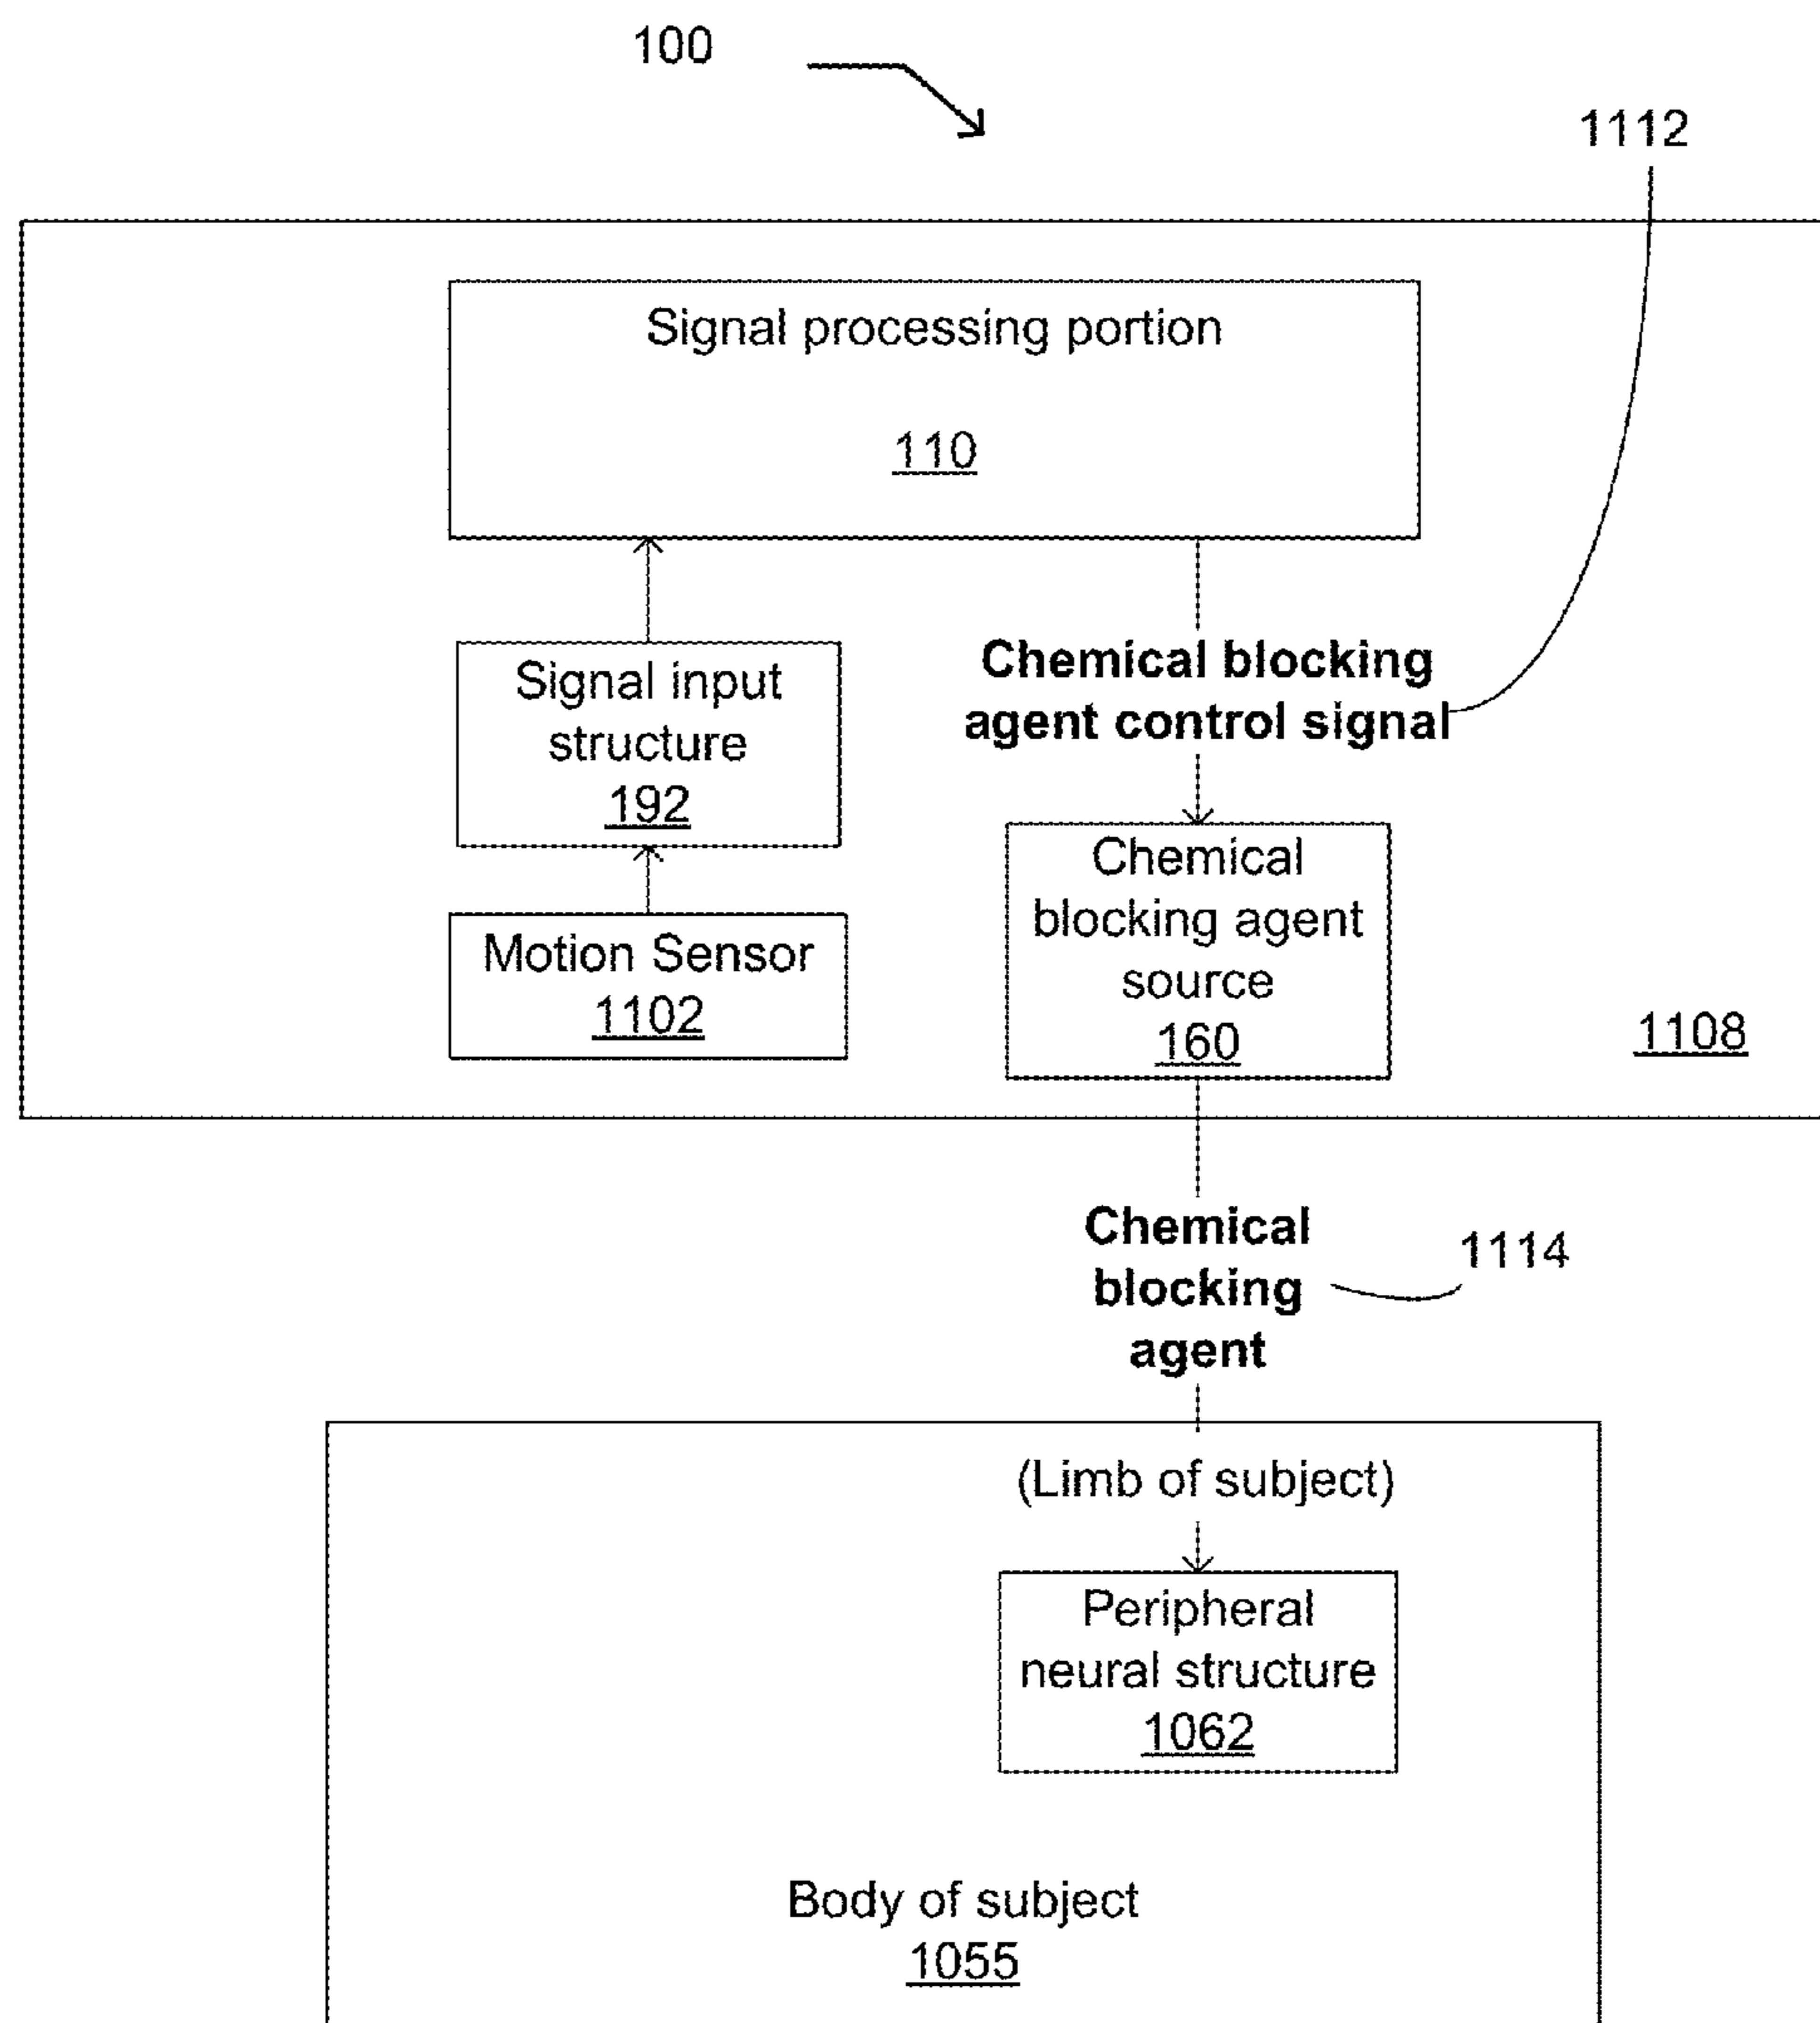 100
1112
Signal processing portion
110
Signal input
structure
192
Chemical blocking
agent control signal
Chemical
blocking agent
source
160
Motion Sensor
1102
1108
Chemical
blocking
agent
1114
(Limb of subject)
Peripheral
neural structure
1062
Body of subject
1055